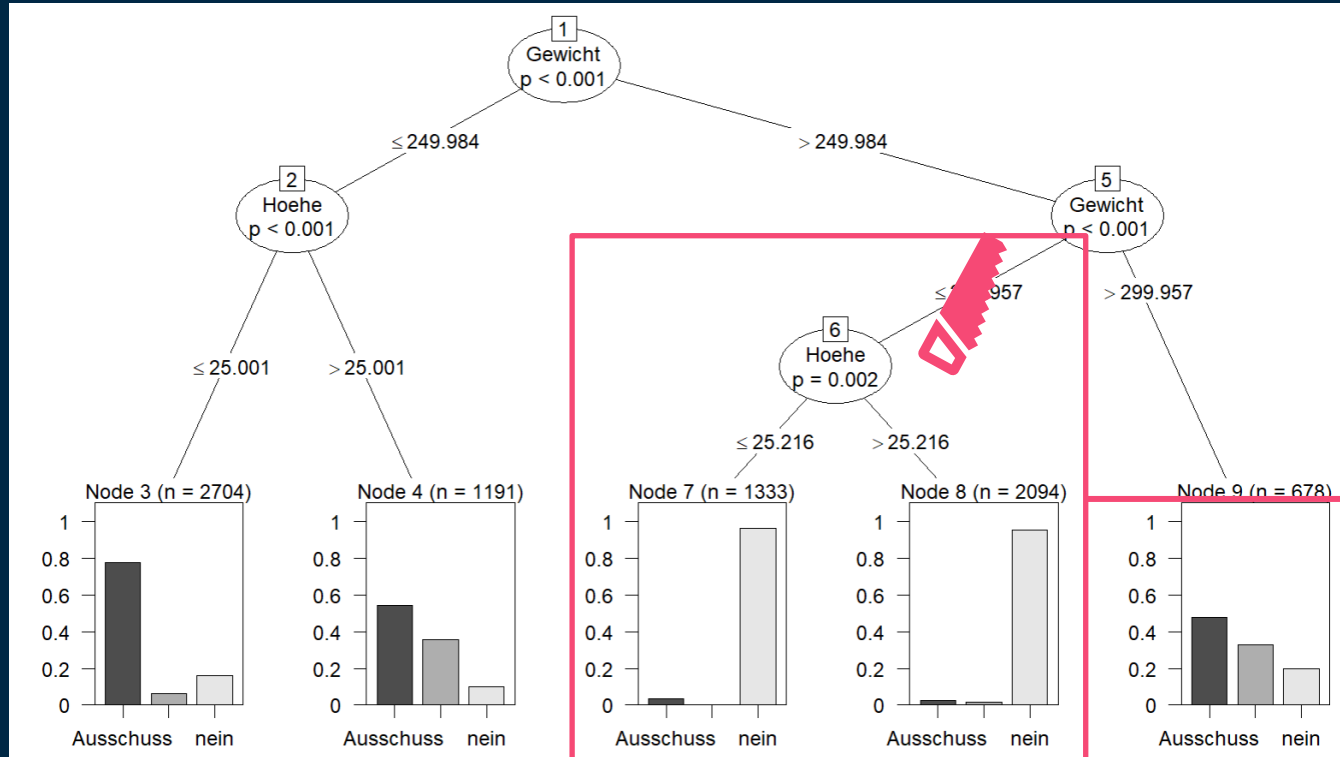 1
Gewicht
p < 0.001
≤ 249.984
> 249.984
2
Hoehe
p < 0.001
5
Gewicht
p < 0.001
≤ 957
> 299.957
6
Hoehe
p = 0.002
≤ 25.001
> 25.001
≤ 25.216
> 25.216
Node 3 (n = 2704)
1
0.8
0.6
0.4
0.2
0
Ausschuss nein
Node 4 (n = 1191)
1
0.8
0.6
0.4
0.2
0
Ausschuss nein
Node 7 (n = 1333)
1
0.8
0.6
0.4
0.2
0
Ausschuss nein
Node 8 (n = 2094)
1
0.8
0.6
0.4
0.2
0
Ausschuss nein
Node 9 (n = 678)
1
0.8
0.6
0.4
0.2
0
Ausschuss nein